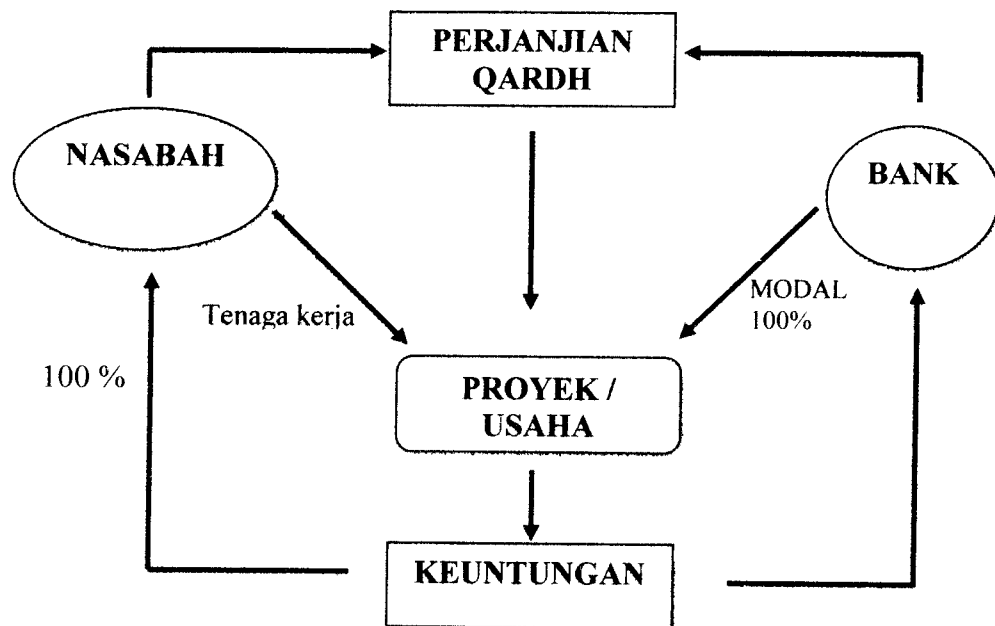 PERJANJIAN
QARDH
NASABAH
BANK
Tenaga kerja
MODAL
100%
100 %
PROYEK /
USAHA
KEUNTUNGAN